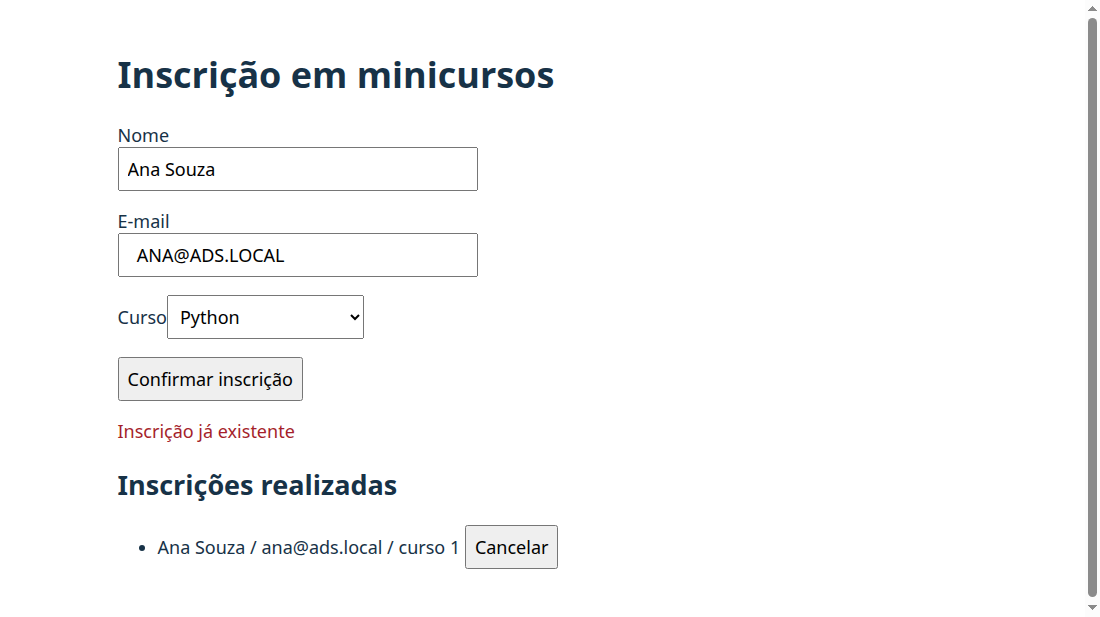 Inscrição em minicursos
Nome
Ana Souza
E-mail
ANA@ADS.LOCAL
Curso Python
Confirmar inscrição
Inscrição já existente
Inscrições realizadas
• Ana Souza / ana@ads.local / curso 1 Cancelar